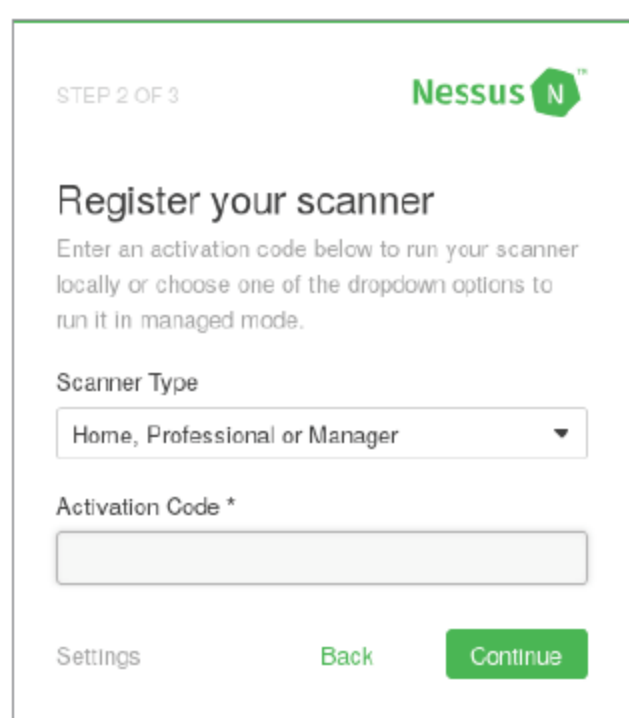 STEP 2 OF 3
Nessus N ™
Register your scanner
Enter an activation code below to run your scanner
locally or choose one of the dropdown options to
run it in managed mode.
Scanner Type
Home, Professional or Manager
Activation Code *
Settings
Back
Continue